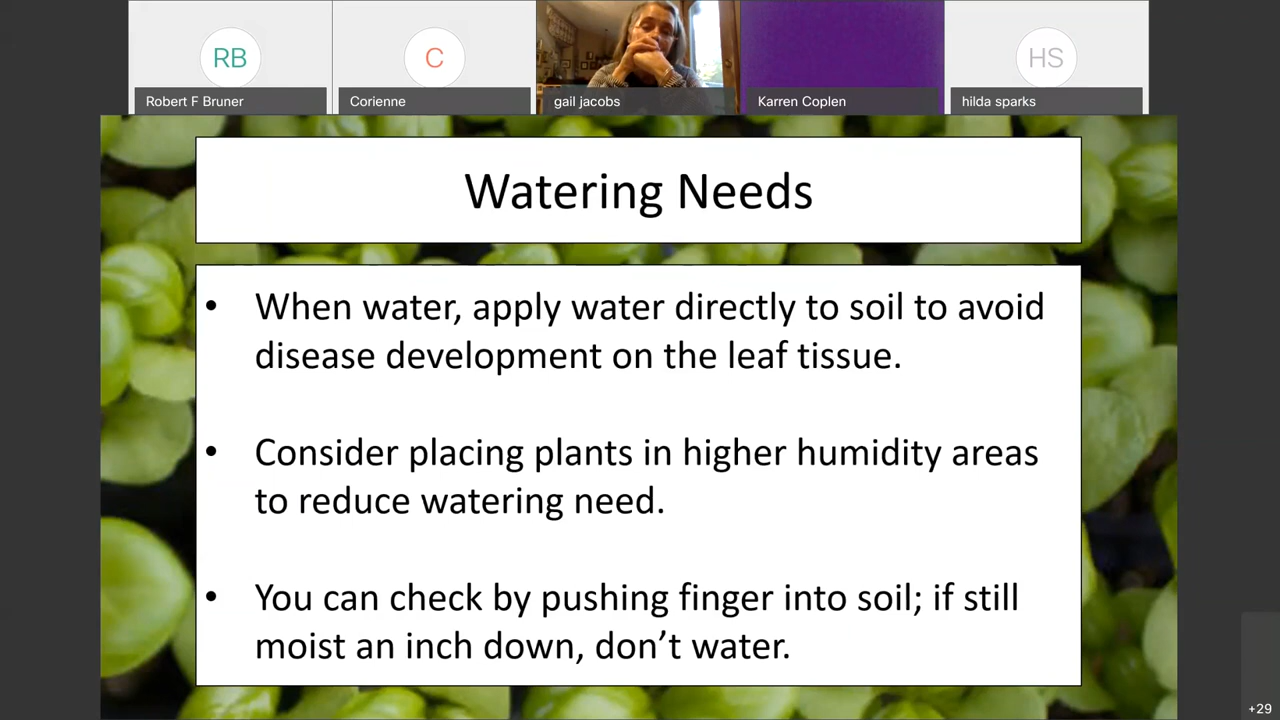 RB
C
HS
Robert F Bruner
Corienne
gail jacobs
Karren Coplen
hilda sparks
Watering Needs
• When water, apply water directly to soil to avoid
disease development on the leaf tissue.
• Consider placing plants in higher humidity areas
to reduce watering need.
• You can check by pushing finger into soil; if still
moist an inch down, don’t water.
+29